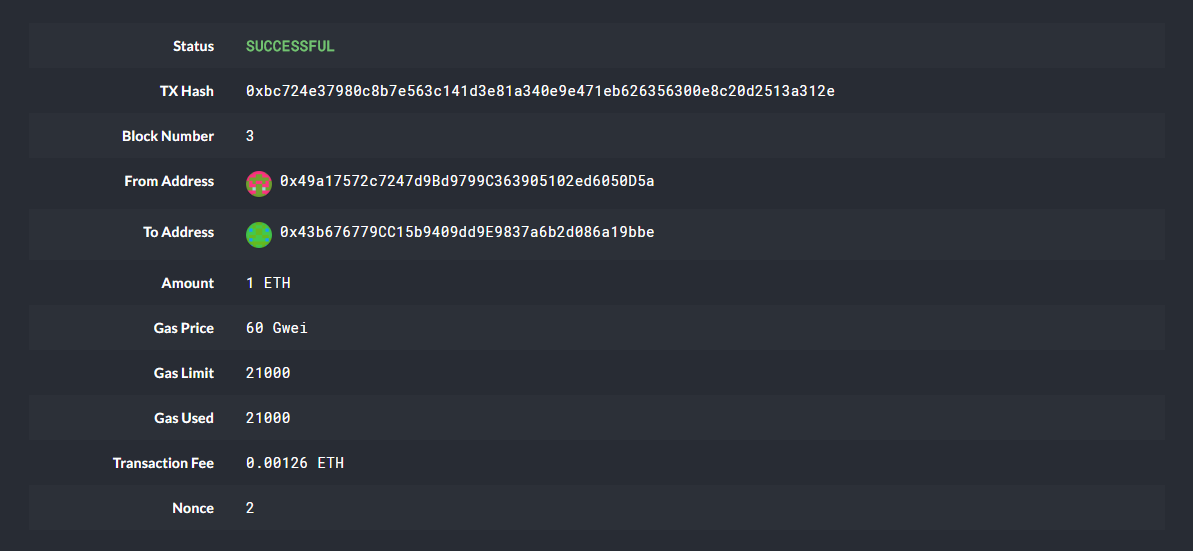 Status SUCCESSFUL
TX Hash 0xbc724e37980c8b7e563c141d3e81a340e9e471eb626356300e8c20d2513a312e
Block Number 3
From Address 0x49a17572c7247d9Bd9799C363905102ed6050D5a
To Address 0x43b676779CC15b9409dd9E9837a6b2d086a19bbe
Amount 1 ETH
Gas Price 60 Gwei
Gas Limit 21000
Gas Used 21000
Transaction Fee 0.00126 ETH
Nonce 2